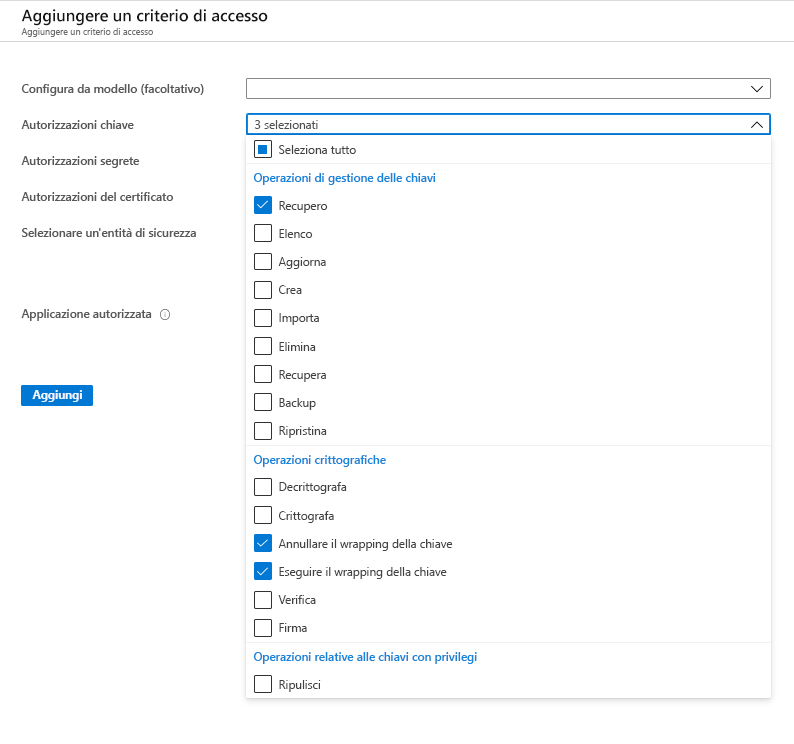 Aggiungere un criterio di accesso
Aggiungere un criterio di accesso
Configura da modello (facoltativo)
Autorizzazioni chiave
3 selezionati
Seleziona tutto
Autorizzazioni segrete
Operazioni di gestione delle chiavi
Autorizzazioni del certificato
Recupero
Selezionare un'entità di sicurezza
Elenco
Aggiorna
Crea
Applicazione autorizzata
Importa
Elimina
Recupera
Aggiungi
Backup
Ripristina
Operazioni crittografiche
Decrittografa
Crittografa
Annullare il wrapping della chiave
Eseguire il wrapping della chiave
Verifica
Firma
Operazioni relative alle chiavi con privilegi
Ripulisci